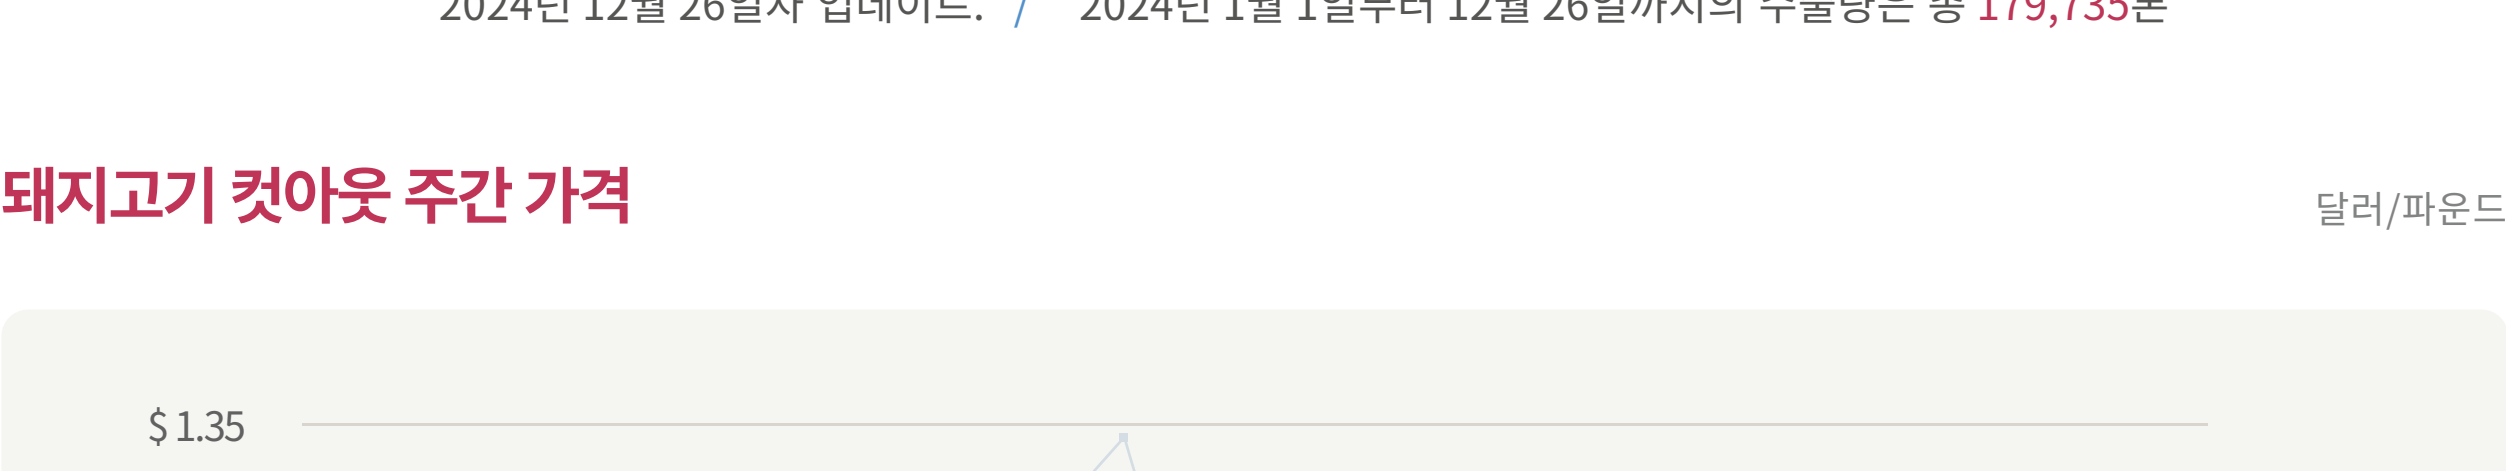 2024년 12월 26일자 업데이트. / 2024년 1월 1일부터 12월 26일까지의 수출량은 총 179,735톤
돼지고기 컷아웃 주간 가격
달러/파운드
$ 1.35